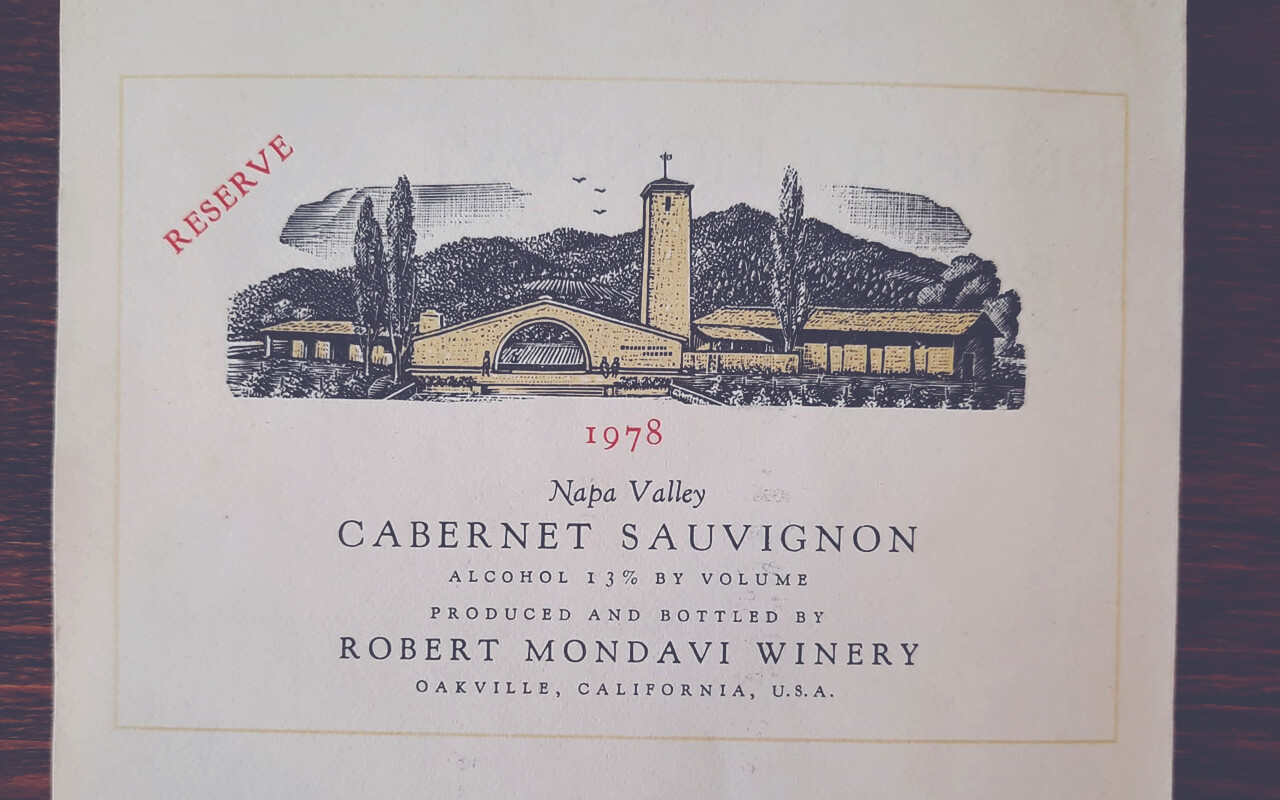 RESERVE
1978
Napa Valley
CABERNET SAUVIGNON
ALCOHOL 13% BY VOLUME
PRODUCED AND BOTTLED BY
ROBERT MONDAVI WINERY
OAKVILLE, CALIFORNIA, U.S.A.